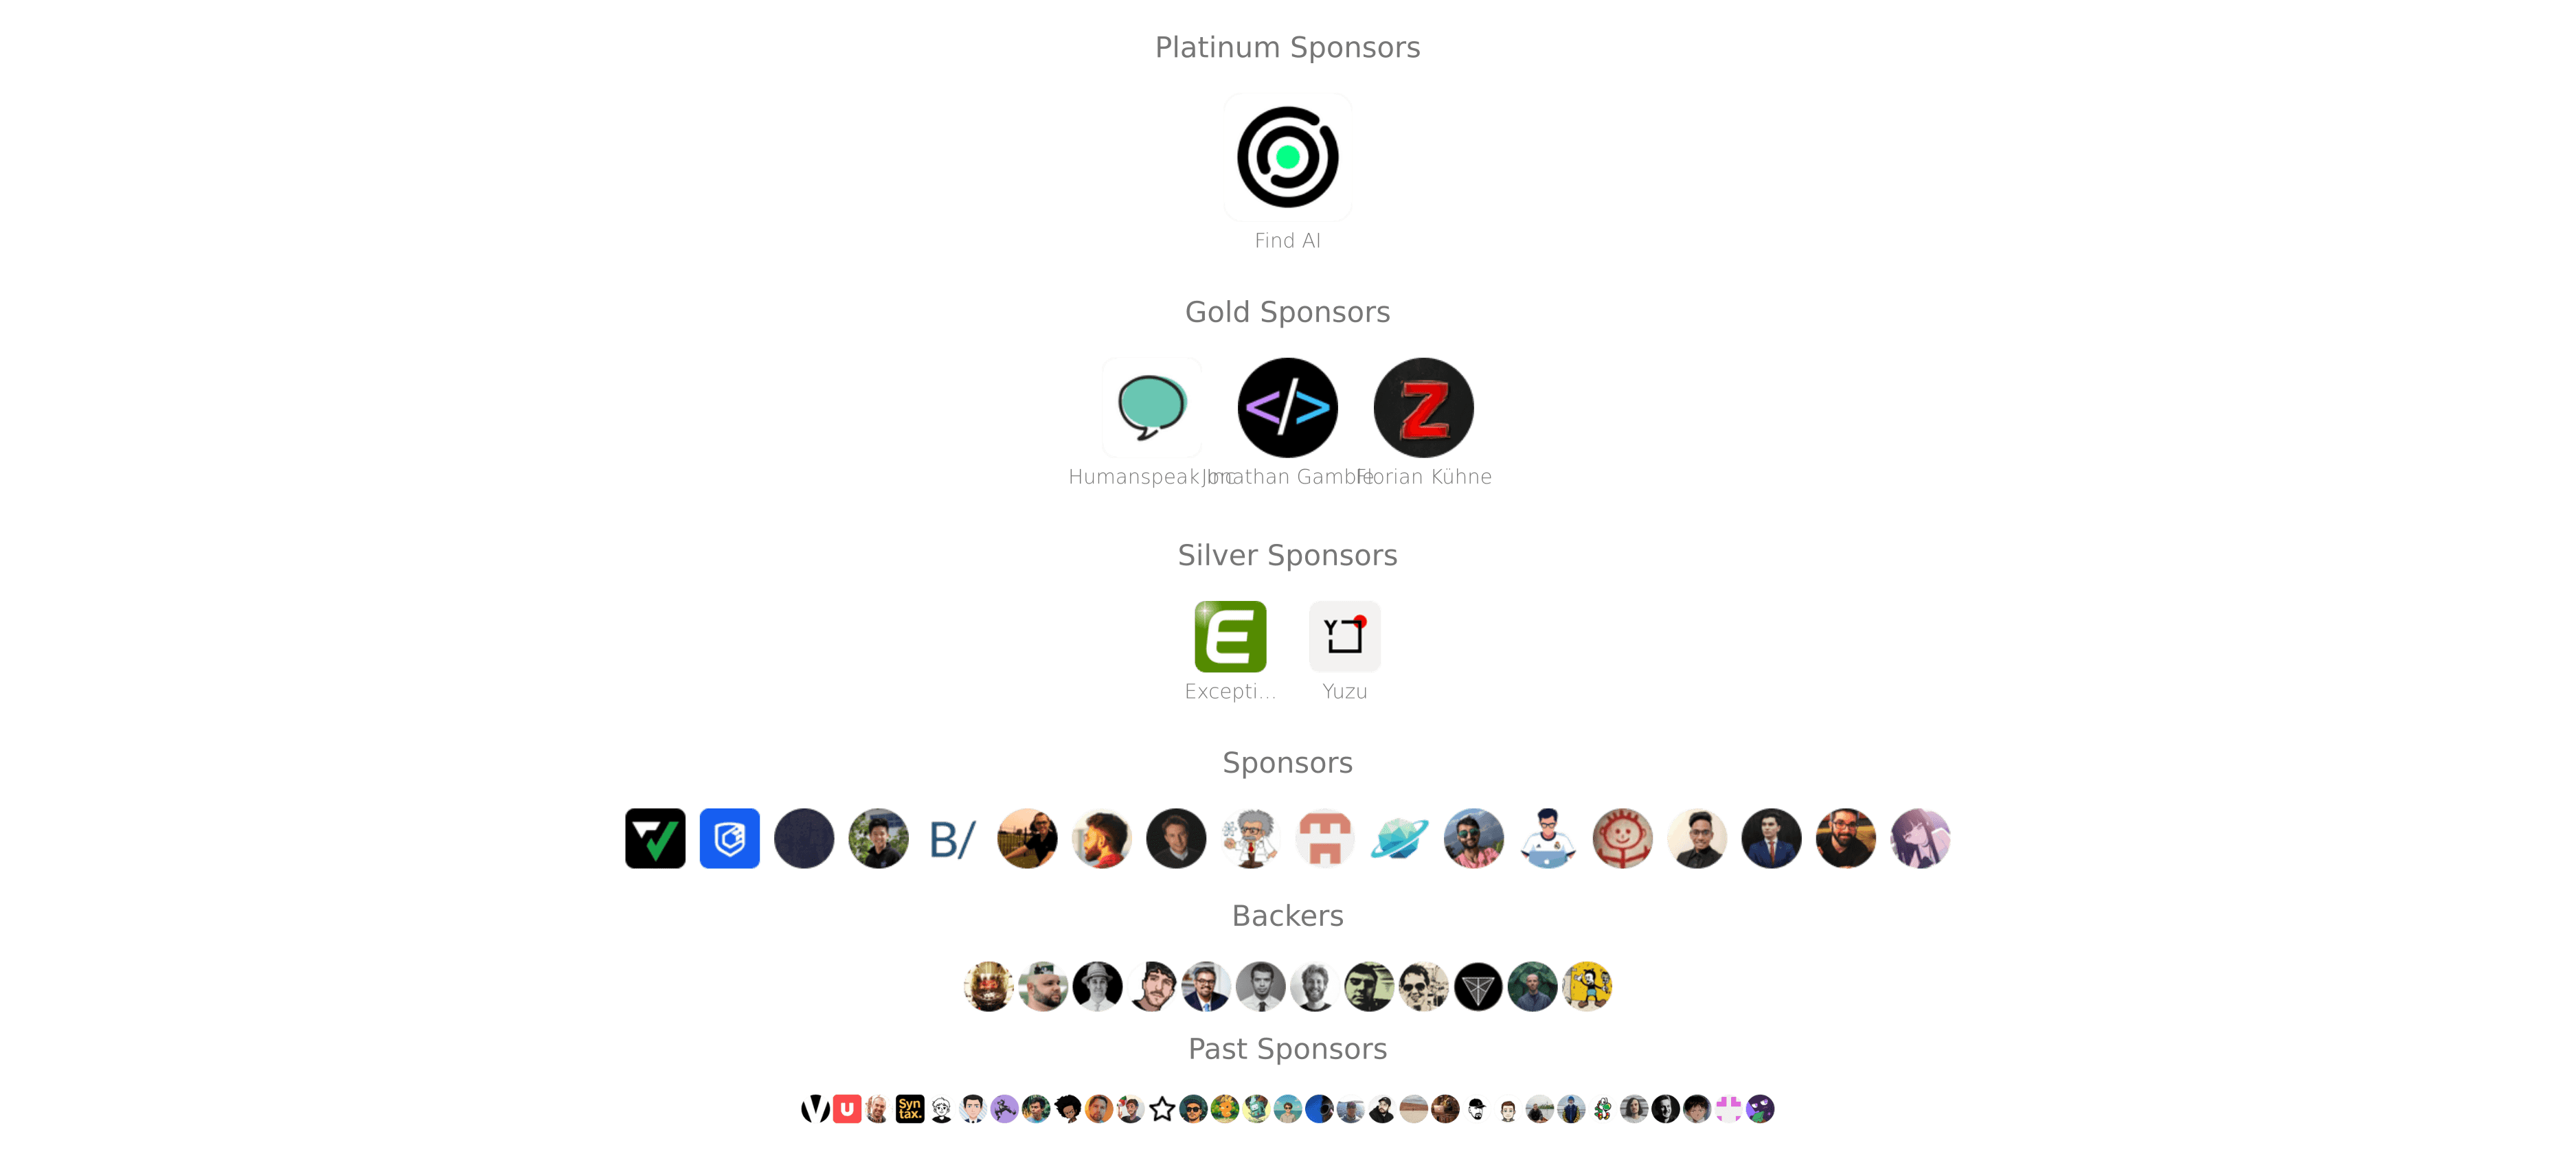 Platinum Sponsors
Find AI
Gold Sponsors
Humanspeak Inc Jonathan Gamble Florian Kühne
Silver Sponsors
E
Y
Excepti... Yuzu
Sponsors
B/
Backers
Past Sponsors
U
Syn
tax.